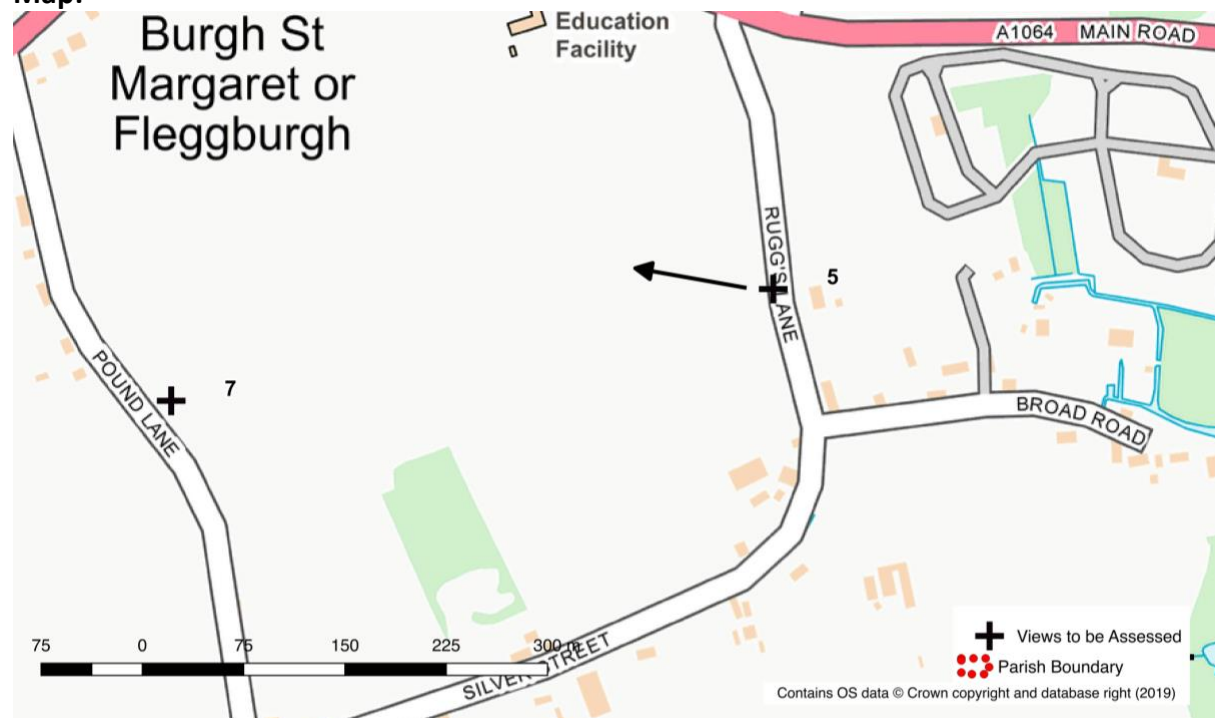 Map:
Burgh St
Margaret or
Fleggburgh
Education
Facility
A1064 MAIN ROAD
RUGG'S LANE
5
POUND LANE
7
BROAD ROAD
SILVER STREET
75 0 75 150 225 300 m
Views to be Assessed
Parish Boundary
Contains OS data © Crown copyright and database right (2019)